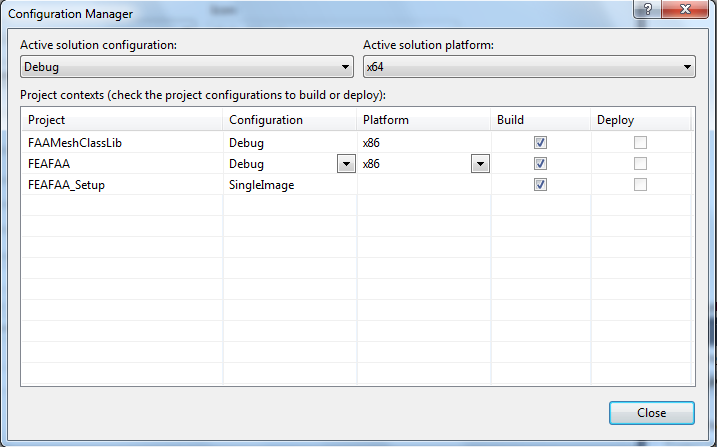 Configuration Manager
?
Active solution configuration:
Active solution platform:
Debug
x64
Project contexts (check the project configurations to build or deploy):
Project Configuration Platform Build Deploy
FAAMeshClassLib Debug x86
FEAFAA Debug x86
FEAFAA_Setup SingleImage
Close